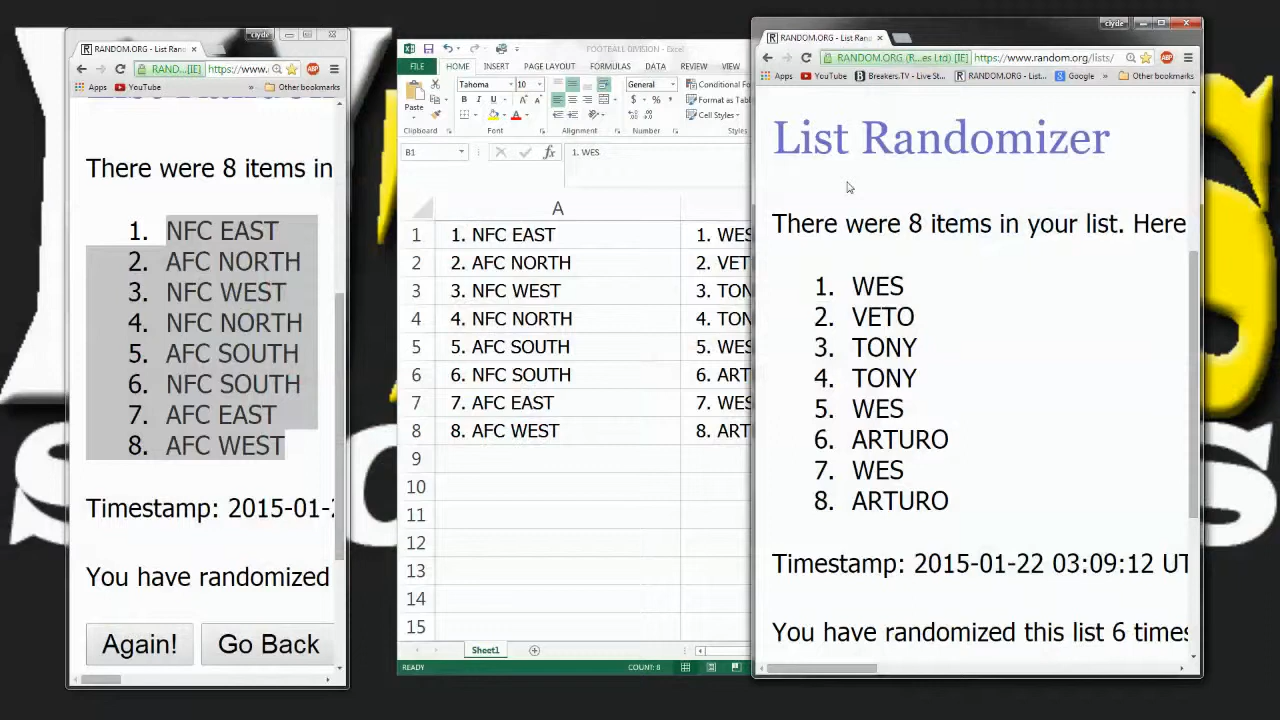 clyde
RANDOM.ORG - List Ran
RAND...[IE] https://www.
Apps YouTube » Other bookmarks
There were 8 items in
1. NFC EAST
2. AFC NORTH
3. NFC WEST
4. NFC NORTH
5. AFC SOUTH
6. NFC SOUTH
7. AFC EAST
8. AFC WEST
Timestamp: 2015-01-
You have randomized
Again! Go Back
FOOTBALL DIVISION - Excel
FILE HOME INSERT PAGE LAYOUT FORMULAS DATA REVIEW VIEW
Paste Tahoma 10 General Conditional Fo
B I U A A $ % , Format as Table
Cell Styles
Clipboard Font Alignment Number Styles
B1 fx 1. WES
A
1 1. NFC EAST 1. WES
2 2. AFC NORTH 2. VET
3 3. NFC WEST 3. TON
4 4. NFC NORTH 4. TON
5 5. AFC SOUTH 5. WES
6 6. NFC SOUTH 6. ART
7 7. AFC EAST 7. WES
8 8. AFC WEST 8. ART
9
10
11
12
13
14
15
Sheet1
READY COUNT: 8
clyde
RANDOM.ORG - List Ran
RANDOM.ORG (R...es Ltd) [IE] https://www.random.org/lists/
Apps YouTube Breakers.TV - Live St... RANDOM.ORG - List... Google » Other bookmarks
List Randomizer
There were 8 items in your list. Here
1. WES
2. VETO
3. TONY
4. TONY
5. WES
6. ARTURO
7. WES
8. ARTURO
Timestamp: 2015-01-22 03:09:12 UT
You have randomized this list 6 times